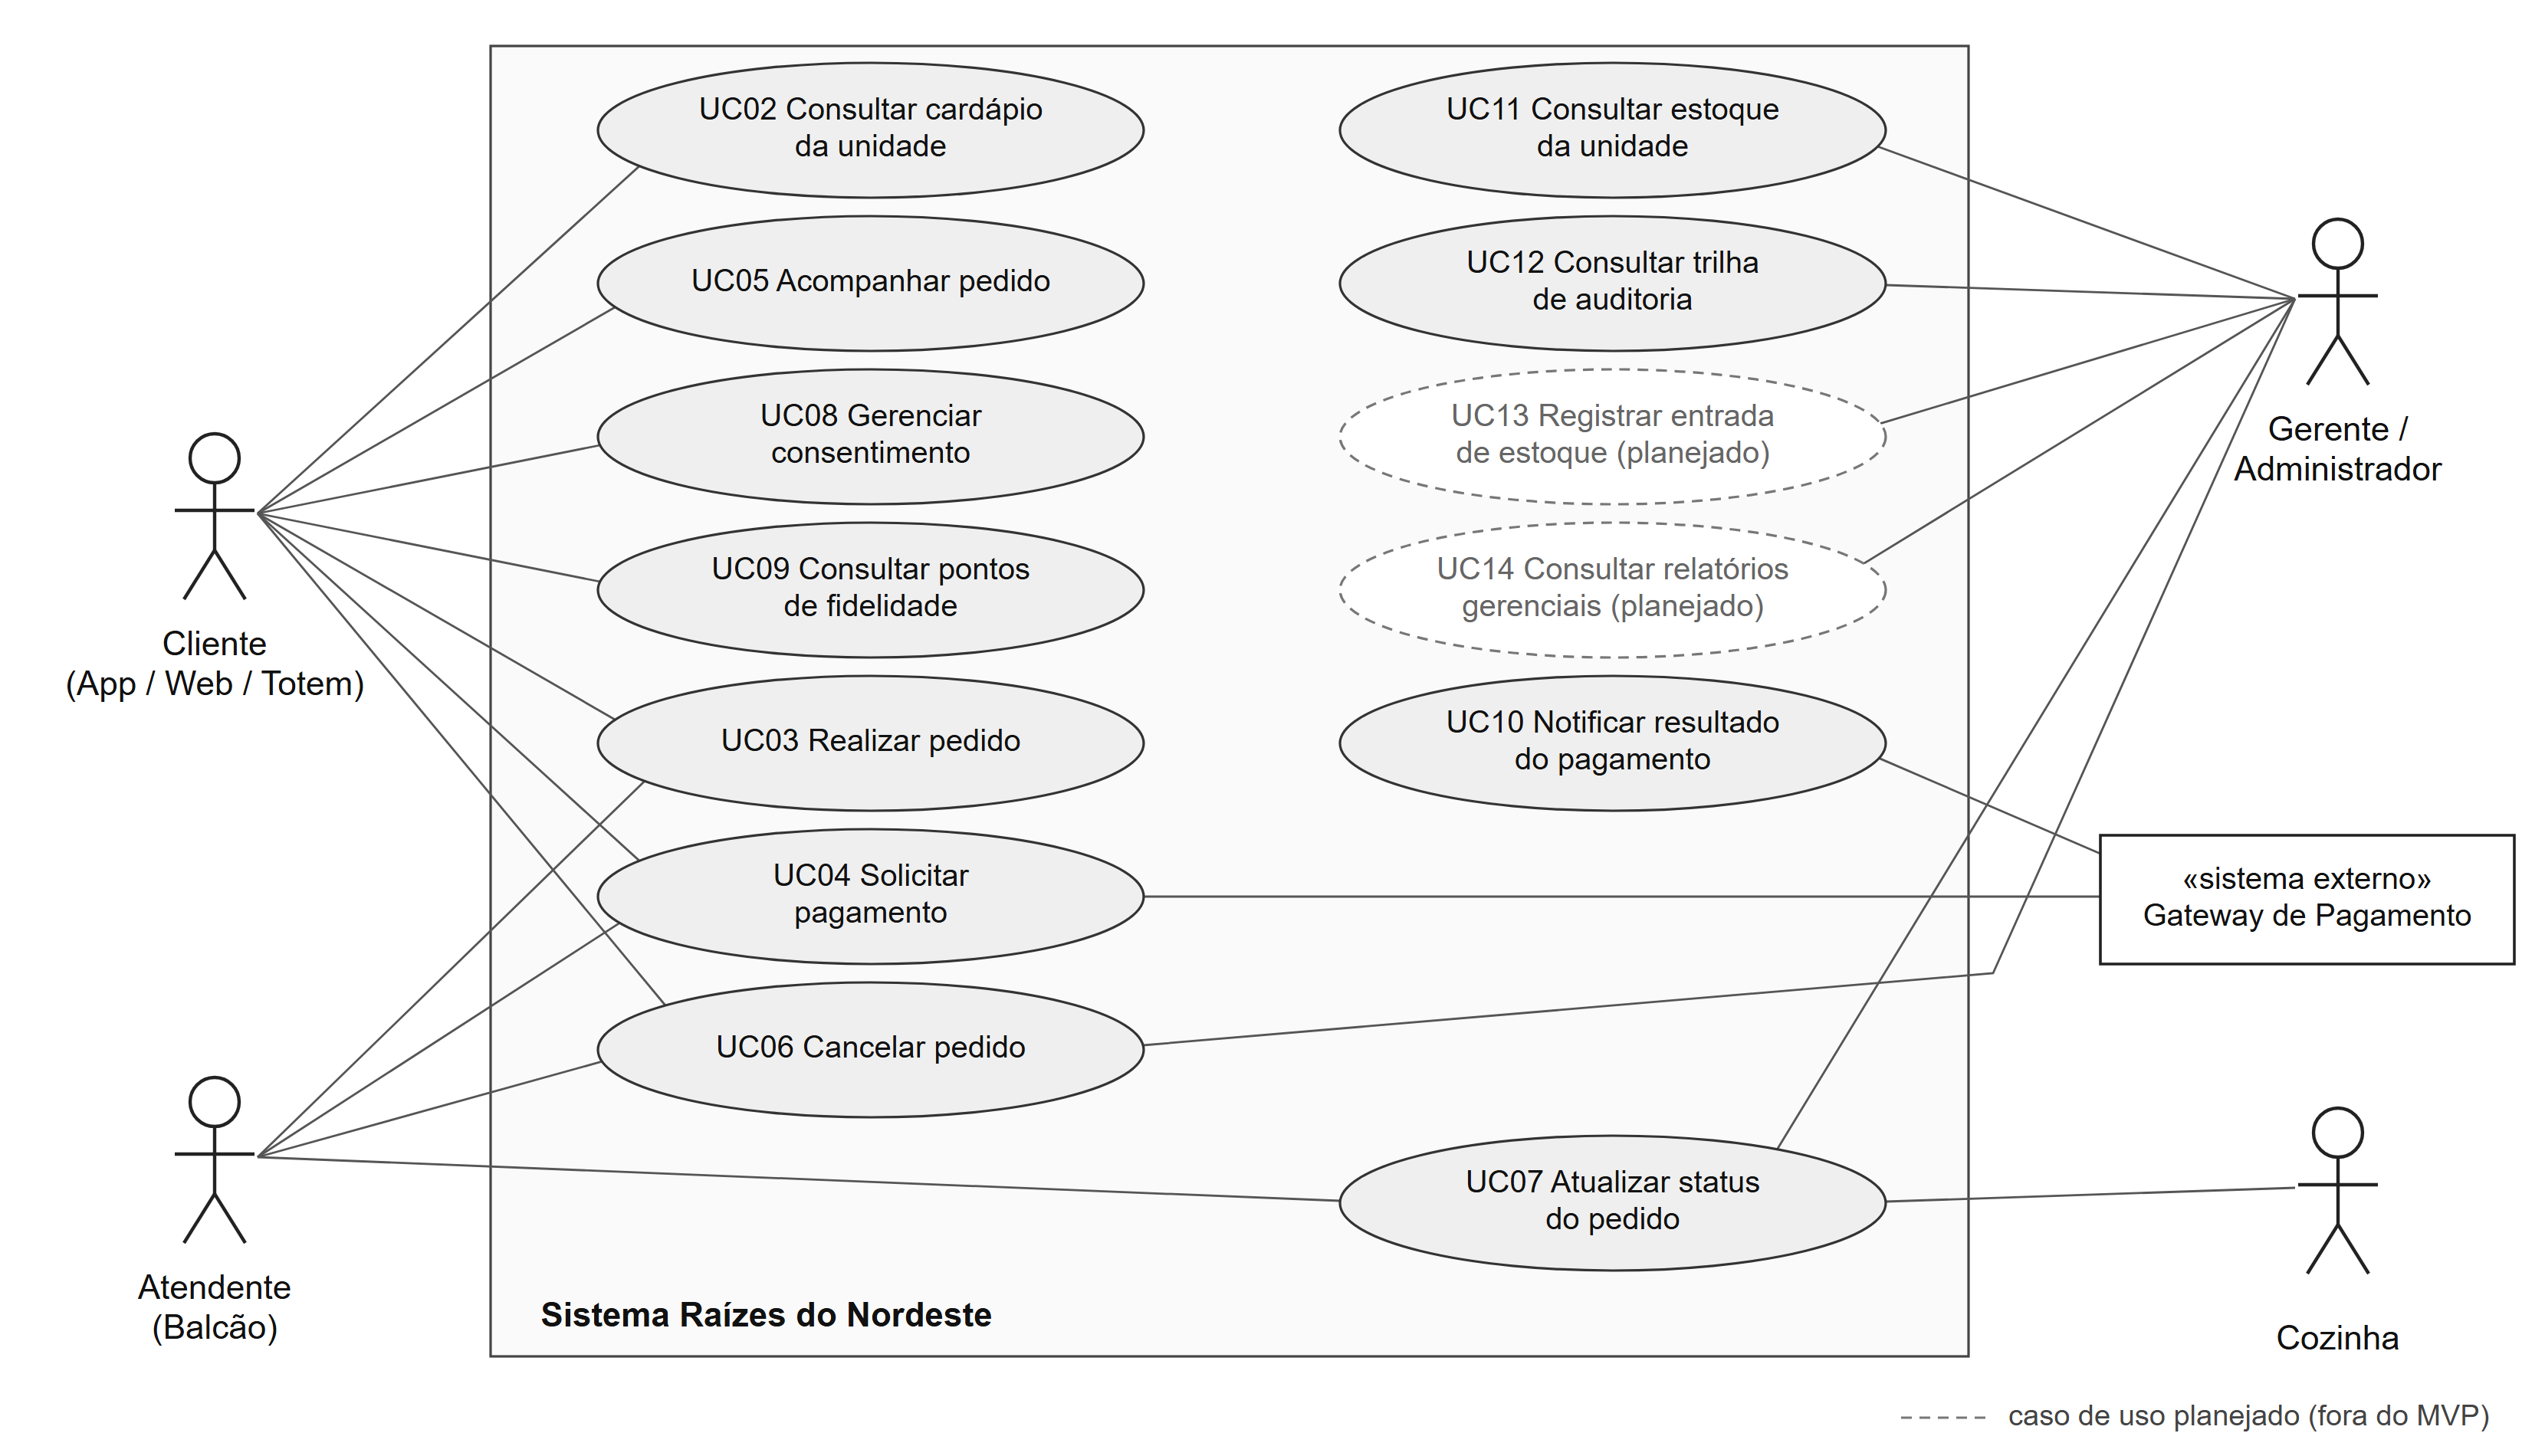 UC02 Consultar cardápio
da unidade
UC05 Acompanhar pedido
UC08 Gerenciar
consentimento
UC09 Consultar pontos
de fidelidade
UC03 Realizar pedido
UC04 Solicitar
pagamento
UC06 Cancelar pedido
UC11 Consultar estoque
da unidade
UC12 Consultar trilha
de auditoria
UC13 Registrar entrada
de estoque (planejado)
UC14 Consultar relatórios
gerenciais (planejado)
UC10 Notificar resultado
do pagamento
UC07 Atualizar status
do pedido
Sistema Raízes do Nordeste
Cliente
(App / Web / Totem)
Atendente
(Balcão)
Gerente /
Administrador
«sistema externo»
Gateway de Pagamento
Cozinha
caso de uso planejado (fora do MVP)